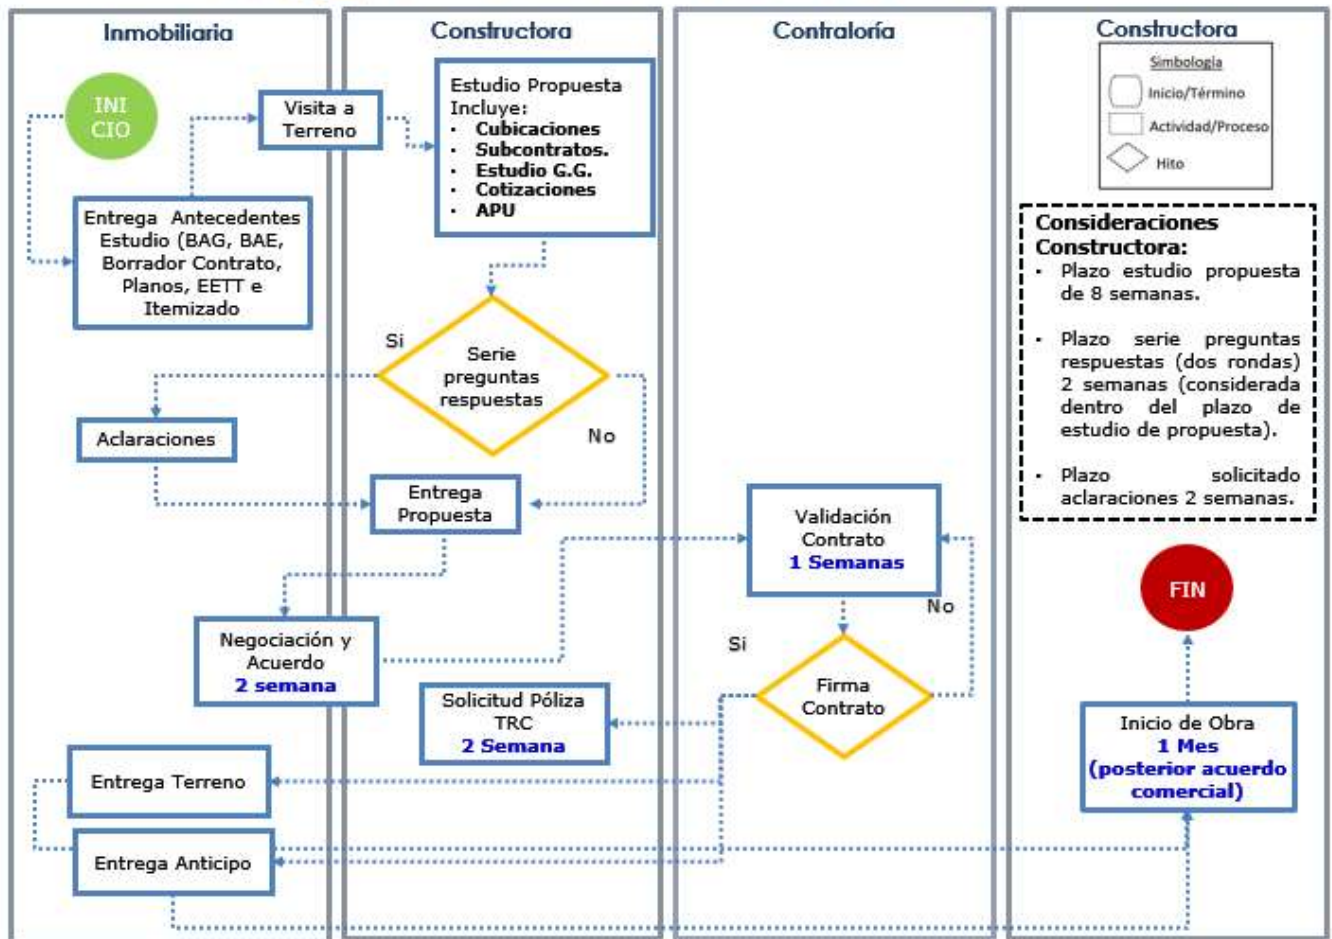 Inmobiliaria
Constructora
Contraloría
Constructora
INI
CIO
Entrega Antecedentes
Estudio (BAG, BAE,
Borrador Contrato,
Planos, EETT e
Itemizado
Visita a
Terreno
Estudio Propuesta
Incluye:
• Cubicaciones
• Subcontratos.
• Estudio G.G.
• Cotizaciones
• APU
Si
Serie
preguntas
respuestas
No
Aclaraciones
Entrega
Propuesta
Negociación y
Acuerdo
2 semana
Validación
Contrato
1 Semanas
No
Si
Firma
Contrato
Solicitud Póliza
TRC
2 Semana
Entrega Terreno
Entrega Anticipo
Simbología
Inicio/Término
Actividad/Proceso
Hito
Consideraciones
Constructora:
• Plazo estudio propuesta
de 8 semanas.
• Plazo serie preguntas
respuestas (dos rondas)
2 semanas (considerada
dentro del plazo de
estudio de propuesta).
• Plazo solicitado
aclaraciones 2 semanas.
FIN
Inicio de Obra
1 Mes
(posterior acuerdo
comercial)